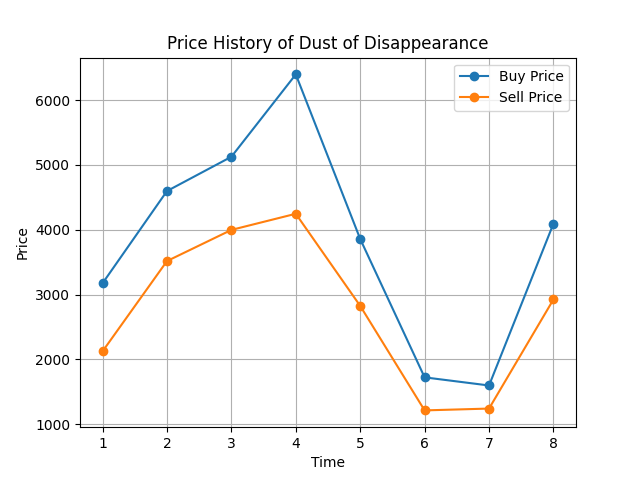 Price History of Dust of Disappearance
Buy Price
Sell Price
Price
6000
5000
4000
3000
2000
1000
1 2 3 4 5 6 7 8
Time